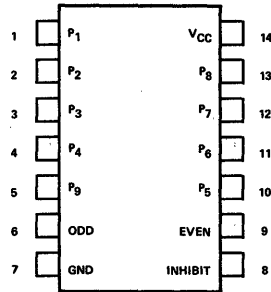 1 P1 VCC 14
2 P2 P8 13
3 P3 P7 12
4 P4 P6 11
5 P9 P5 10
6 ODD EVEN 9
7 GND INHIBIT 8